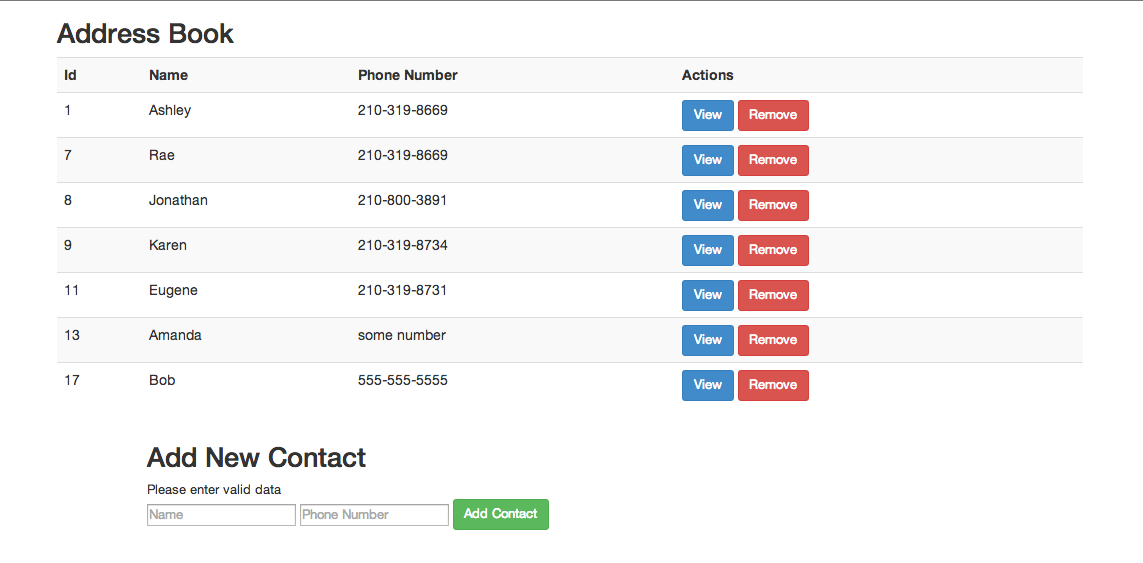 Address Book
Id Name Phone Number Actions
1 Ashley 210-319-8669 View Remove
7 Rae 210-319-8669 View Remove
8 Jonathan 210-800-3891 View Remove
9 Karen 210-319-8734 View Remove
11 Eugene 210-319-8731 View Remove
13 Amanda some number View Remove
17 Bob 555-555-5555 View Remove
Add New Contact
Please enter valid data
Name Phone Number Add Contact